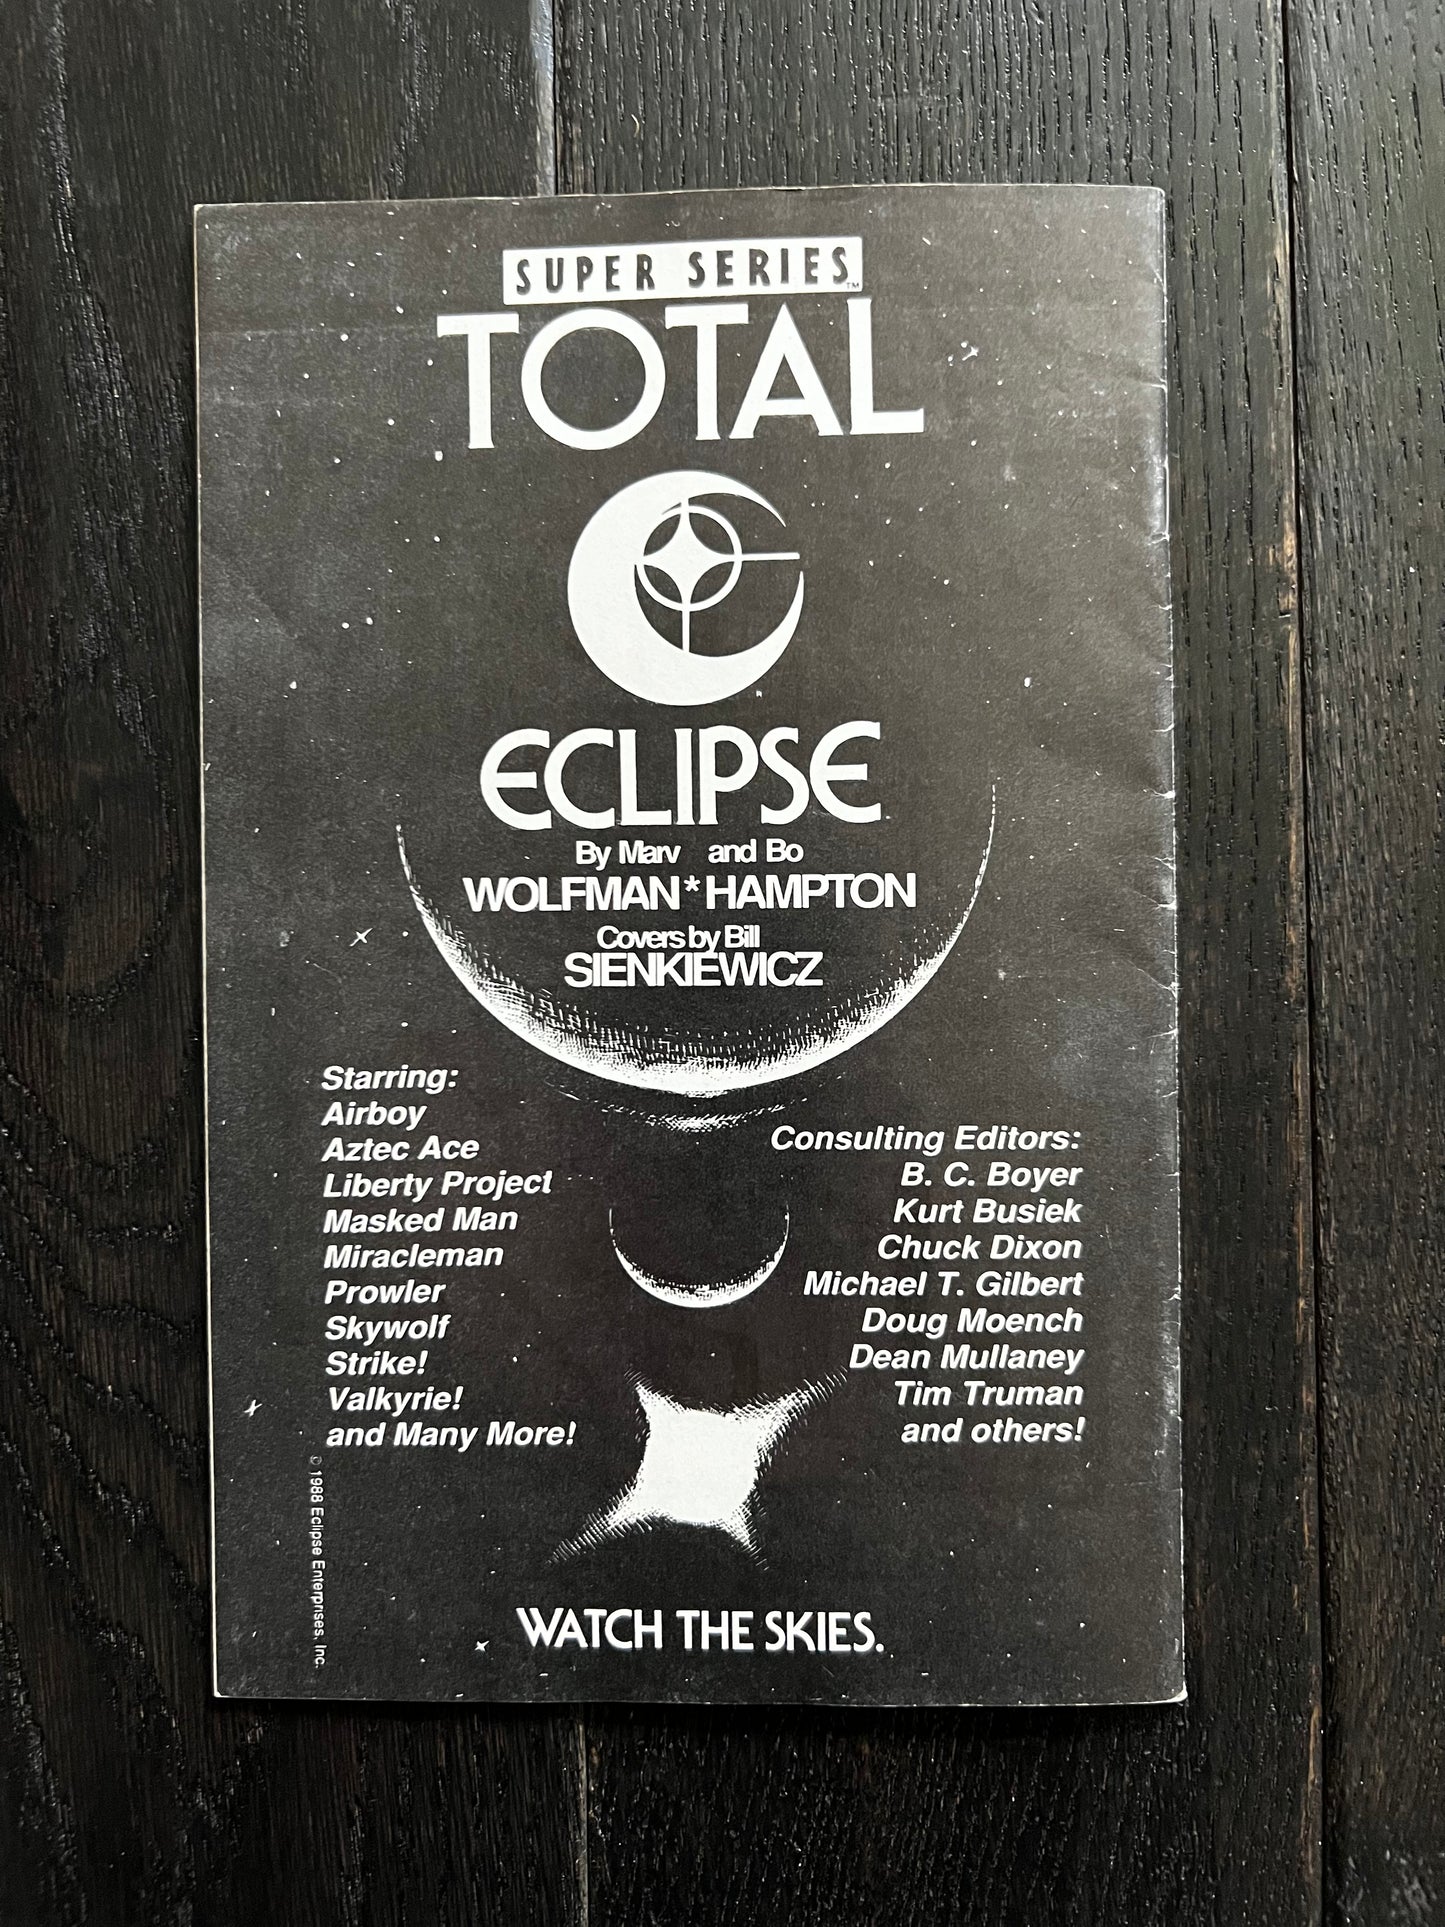 SUPER SERIES™
TOTAL
ECLIPSE
By Marv and Bo
WOLFMAN*HAMPTON
Covers by Bill
SIENKIEWICZ
Starring:
Airboy
Aztec Ace
Liberty Project
Masked Man
Miracleman
Prowler
Skywolf
Strike!
Valkyrie!
and Many More!
Consulting Editors:
B. C. Boyer
Kurt Busiek
Chuck Dixon
Michael T. Gilbert
Doug Moench
Dean Mullaney
Tim Truman
and others!
© 1988 Eclipse Enterprises, Inc.
WATCH THE SKIES.